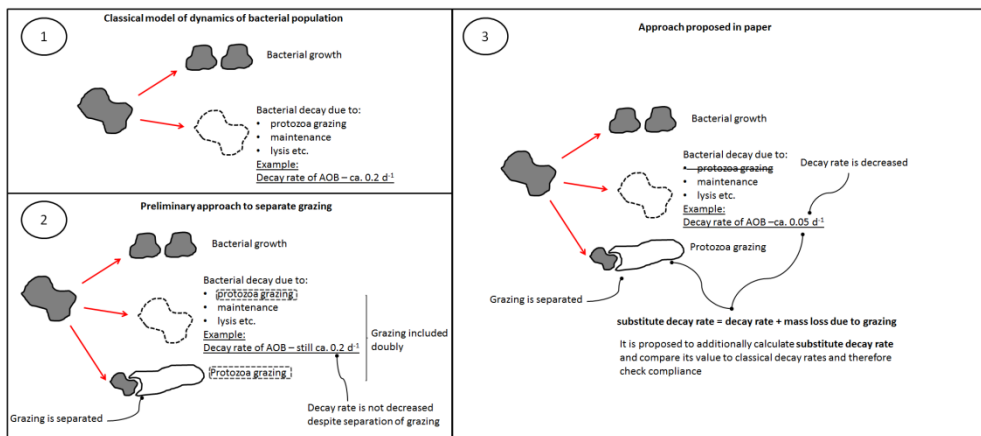 1
Classical model of dynamics of bacterial population
Bacterial growth
Bacterial decay due to:
• protozoa grazing
• maintenance
• lysis etc.
Example:
Decay rate of AOB – ca. 0.2 d⁻¹
2
Preliminary approach to separate grazing
Bacterial growth
Bacterial decay due to:
• protozoa grazing
• maintenance
• lysis etc.
Example:
Decay rate of AOB – still ca. 0.2 d⁻¹
Grazing included
doubly
Protozoa grazing
Grazing is separated
Decay rate is not decreased
despite separation of grazing
3
Approach proposed in paper
Bacterial growth
Bacterial decay due to:
• protozoa grazing
• maintenance
• lysis etc.
Example:
Decay rate of AOB –ca. 0.05 d⁻¹
Decay rate is decreased
Protozoa grazing
Grazing is separated
substitute decay rate = decay rate + mass loss due to grazing
It is proposed to additionally calculate substitute decay rate
and compare its value to classical decay rates and therefore
check compliance